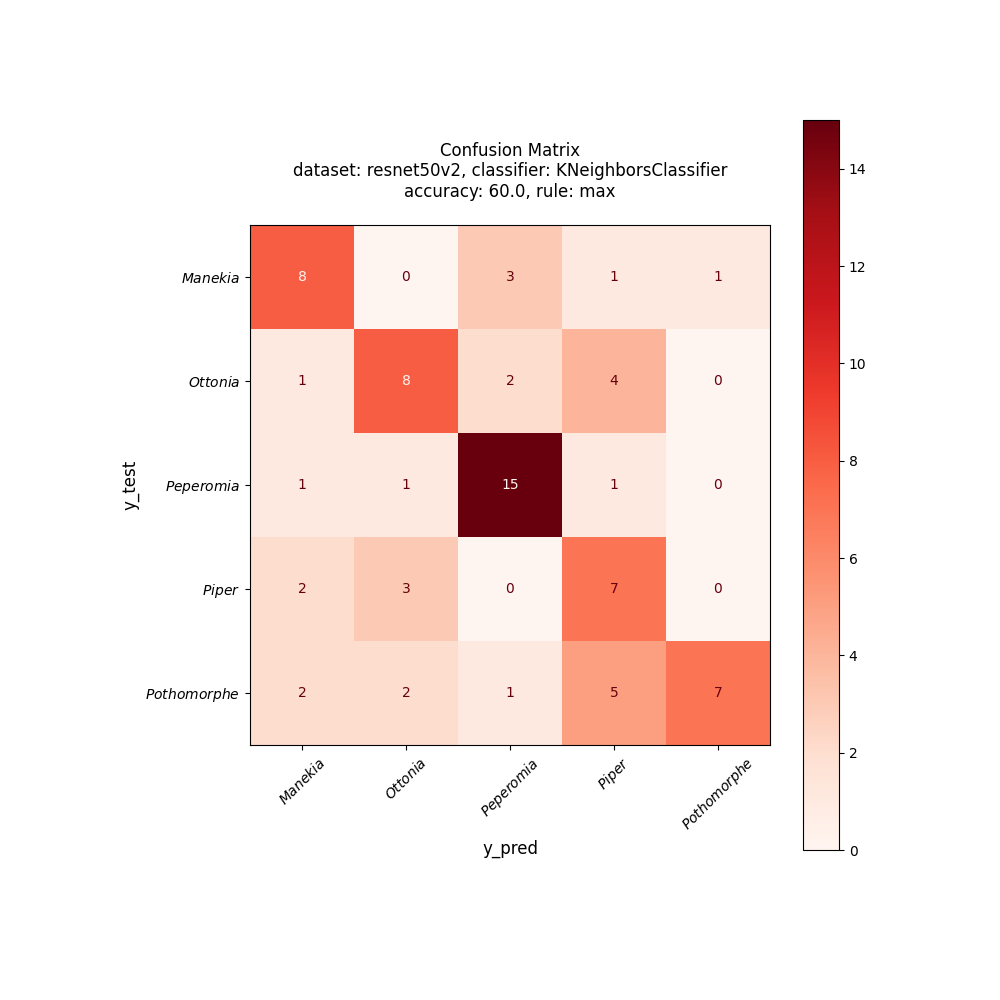 Confusion Matrix
dataset: resnet50v2, classifier: KNeighborsClassifier
accuracy: 60.0, rule: max
14
12
10
8
6
4
2
0
y_test
Manekia 8 0 3 1 1
Ottonia 1 8 2 4 0
Peperomia 1 1 15 1 0
Piper 2 3 0 7 0
Pothomorphe 2 2 1 5 7
Manekia Ottonia Peperomia Piper Pothomorphe
y_pred